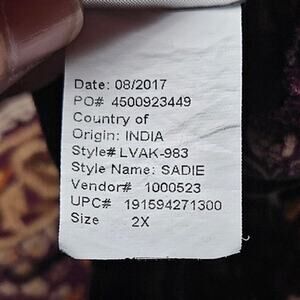 Date: 08/2017
PO# 4500923449
Country of
Origin: INDIA
Style# LVAK-983
Style Name: SADIE
Vendor# 1000523
UPC# 191594271300
Size 2X